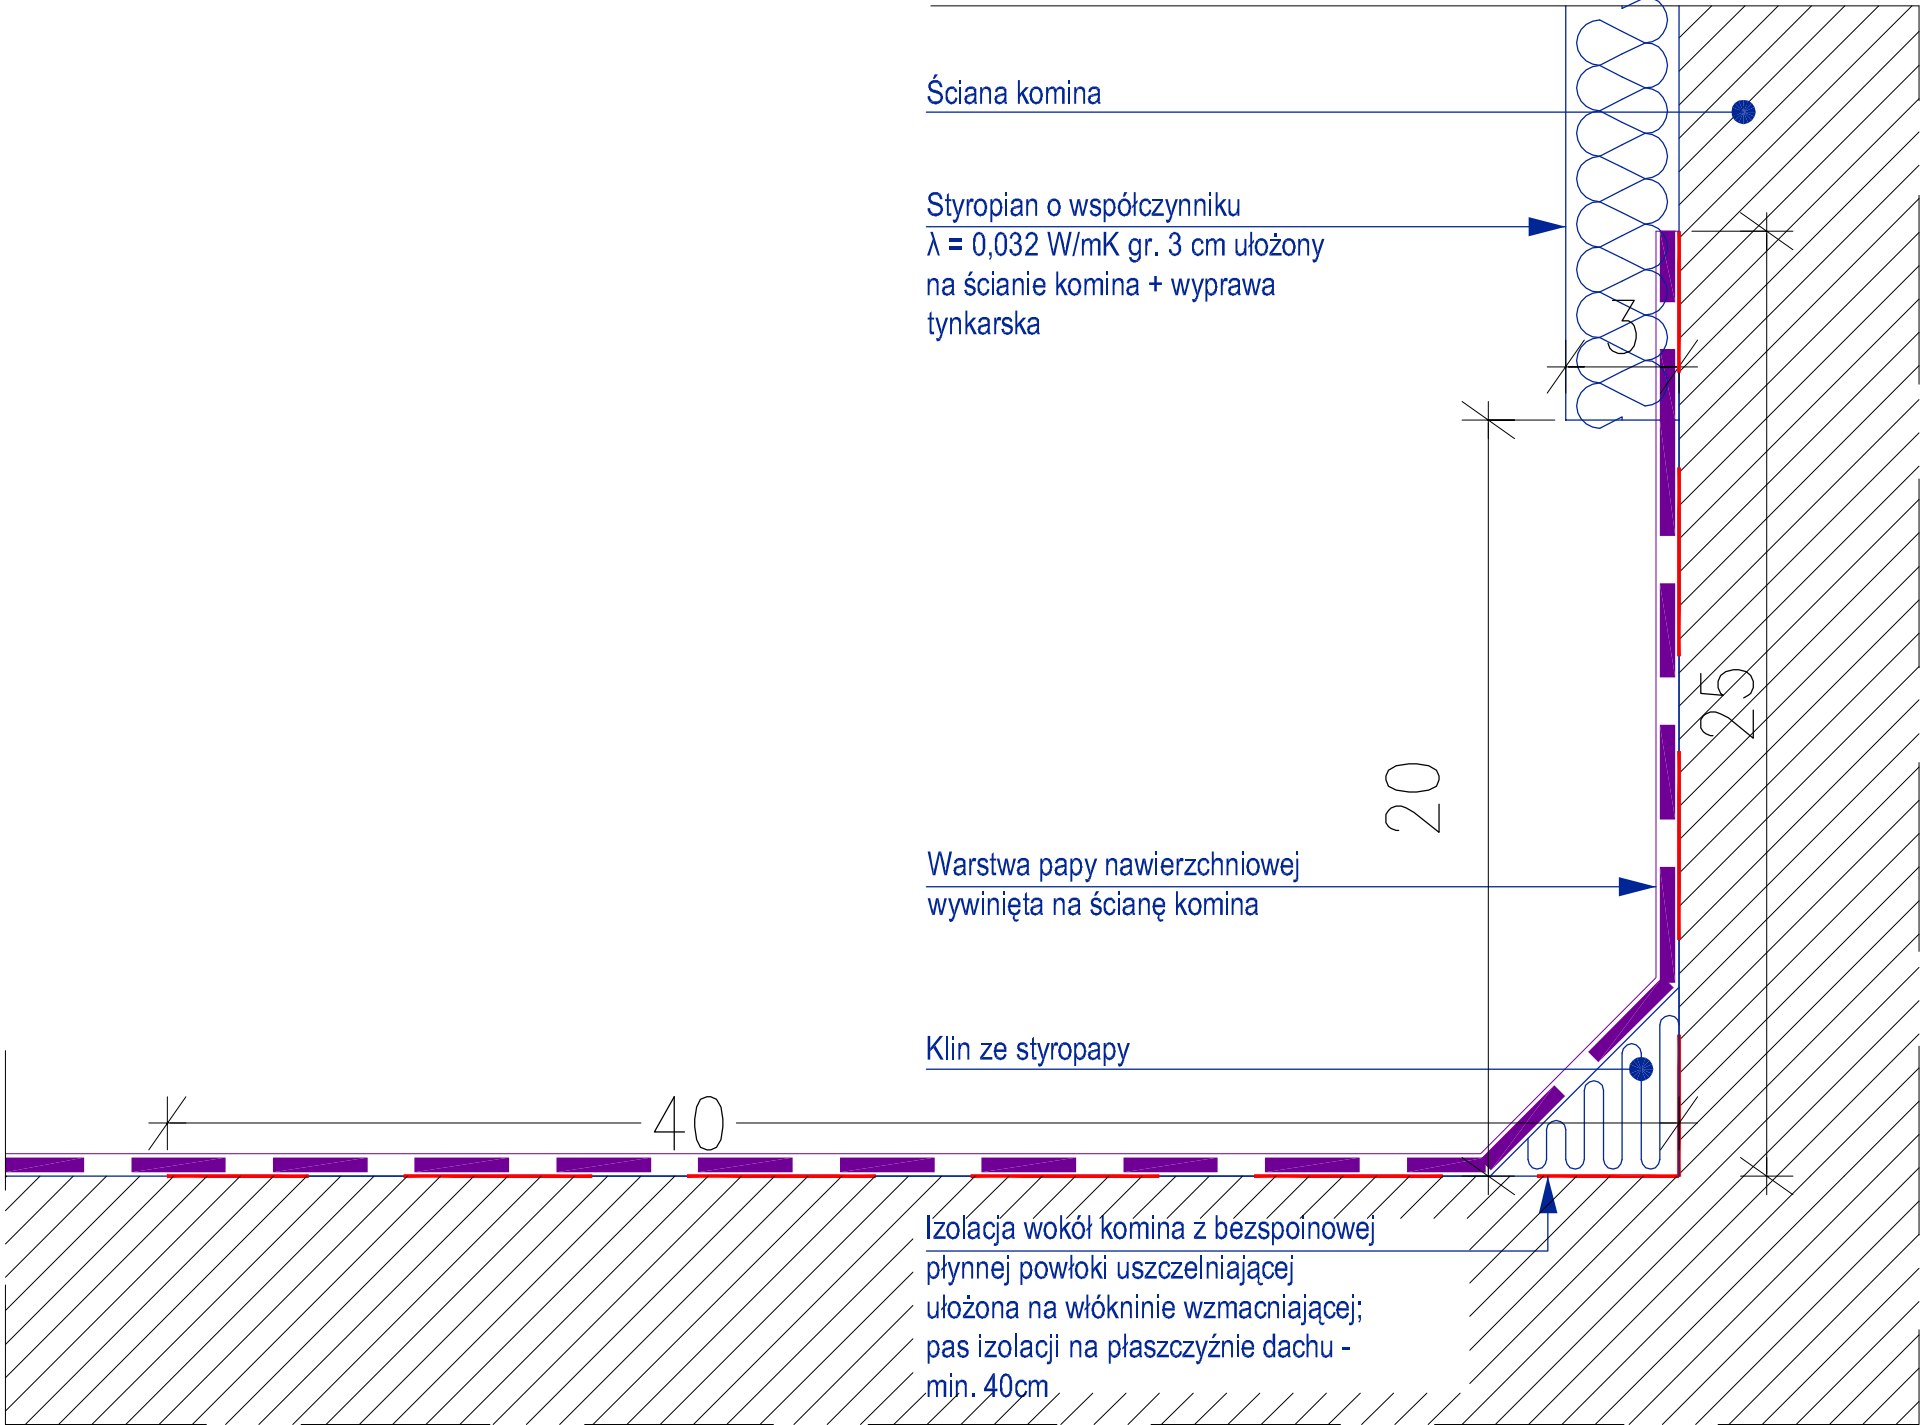 Ściana komina
Styropian o współczynniku
λ = 0,032 W/mK gr. 3 cm ułożony
na ścianie komina + wyprawa
tynkarska
3
25
20
Warstwa papy nawierzchniowej
wywinięta na ścianę komina
Klin ze styropapy
40
Izolacja wokół komina z bezspoinowej
płynnej powłoki uszczelniającej
ułożona na włókninie wzmacniającej;
pas izolacji na płaszczyźnie dachu -
min. 40cm